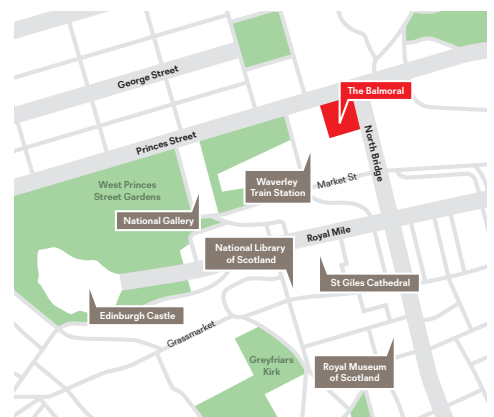 George Street
The Balmoral
Princes Street
North Bridge
West Princes
Street Gardens
Waverley
Train Station
Market St
National Gallery
Royal Mile
National Library
of Scotland
St Giles Cathedral
Edinburgh Castle
Grassmarket
Greyfriars
Kirk
Royal Museum
of Scotland